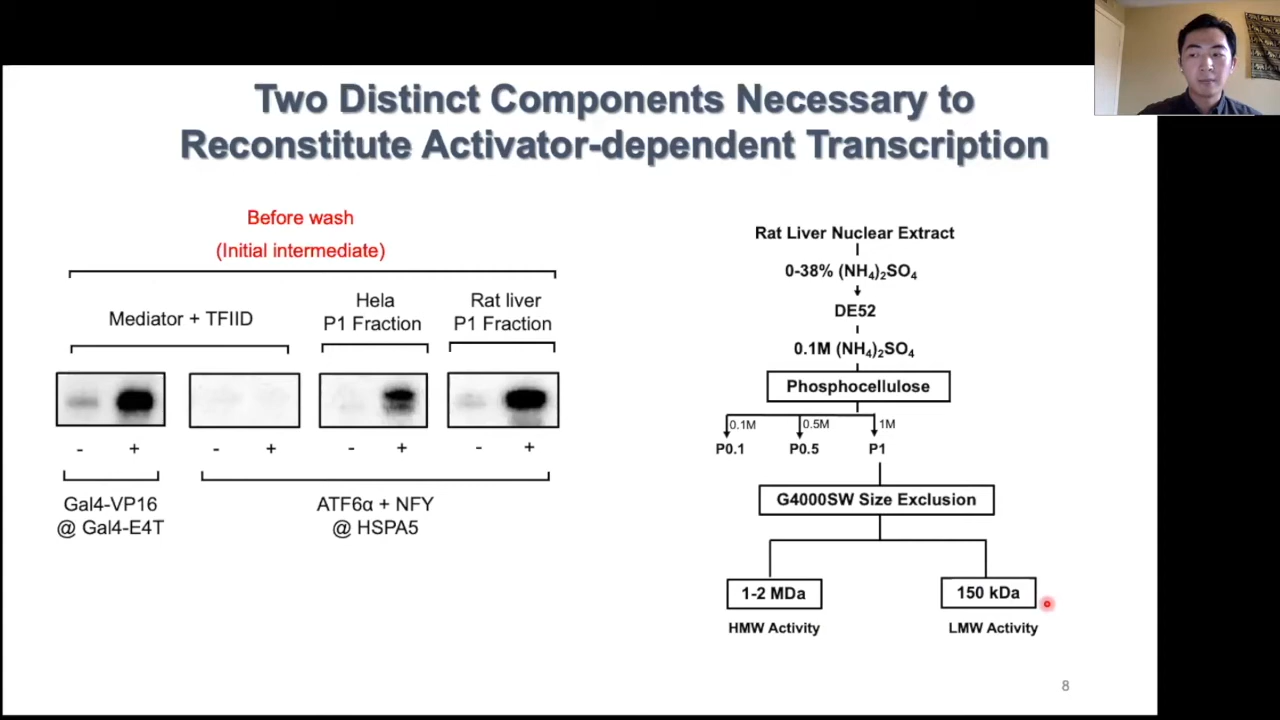 Two Distinct Components Necessary to
Reconstitute Activator-dependent Transcription
Before wash
(Initial intermediate)
Mediator + TFIID
Hela
P1 Fraction
Rat liver
P1 Fraction
- + - + - + - +
Gal4-VP16
@ Gal4-E4T
ATF6α + NFY
@ HSPA5
Rat Liver Nuclear Extract
0-38% (NH₄)₂SO₄
DE52
0.1M (NH₄)₂SO₄
Phosphocellulose
0.1M 0.5M 1M
P0.1 P0.5 P1
G4000SW Size Exclusion
1-2 MDa 150 kDa
HMW Activity LMW Activity
8